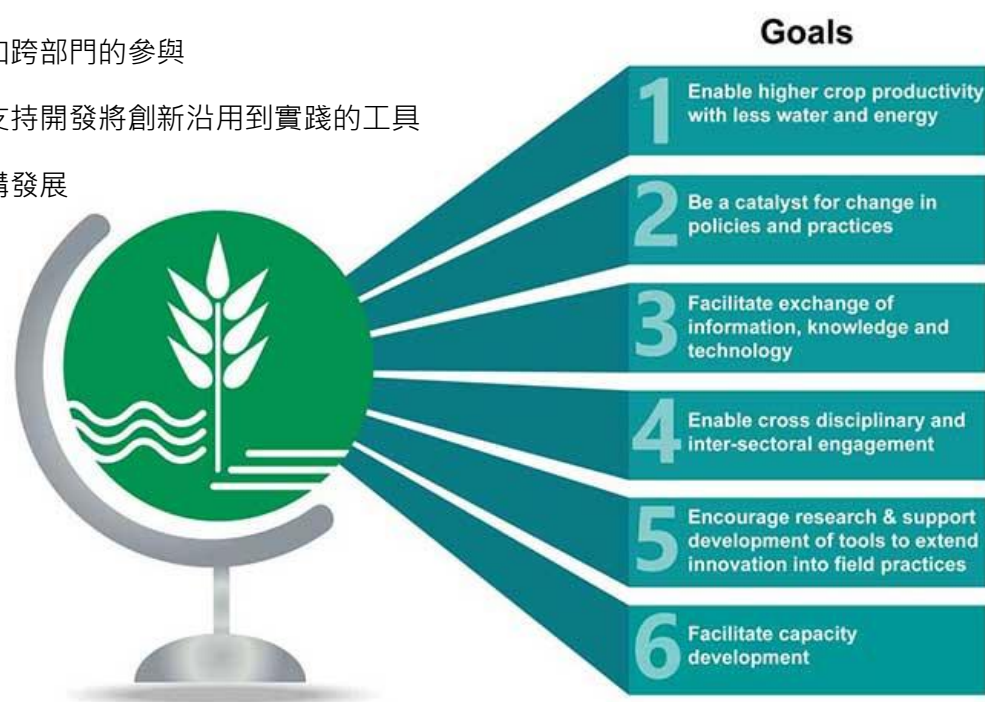 和跨部門的參與
支持開發將創新沿用到實踐的工具
構發展
Goals
1
Enable higher crop productivity
with less water and energy
2
Be a catalyst for change in
policies and practices
3
Facilitate exchange of
information, knowledge and
technology
4
Enable cross disciplinary and
inter-sectoral engagement
5
Encourage research & support
development of tools to extend
innovation into field practices
6
Facilitate capacity
development